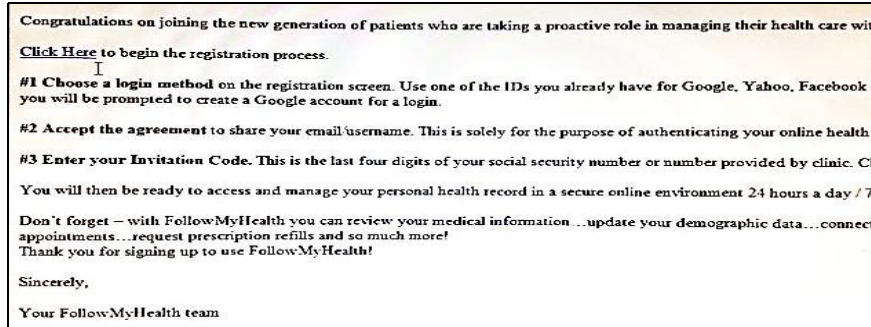 Congratulations on joining the new generation of patients who are taking a proactive role in managing their health care
Click Here to begin the registration process.
#1 Choose a login method on the registration screen. Use one of the IDs you already have for Google, Yahoo, Facebook
you will be prompted to create a Google account for a login.
#2 Accept the agreement to share your email/username. This is solely for the purpose of authenticating your online health
#3 Enter your Invitation Code. This is the last four digits of your social security number or number provided by clinic.
You will then be ready to access and manage your personal health record in a secure online environment 24 hours a day /
Don't forget – with FollowMyHealth you can review your medical information...update your demographic data...connect
appointments...request prescription refills and so much more!
Thank you for signing up to use FollowMyHealth!
Sincerely,
Your FollowMyHealth team